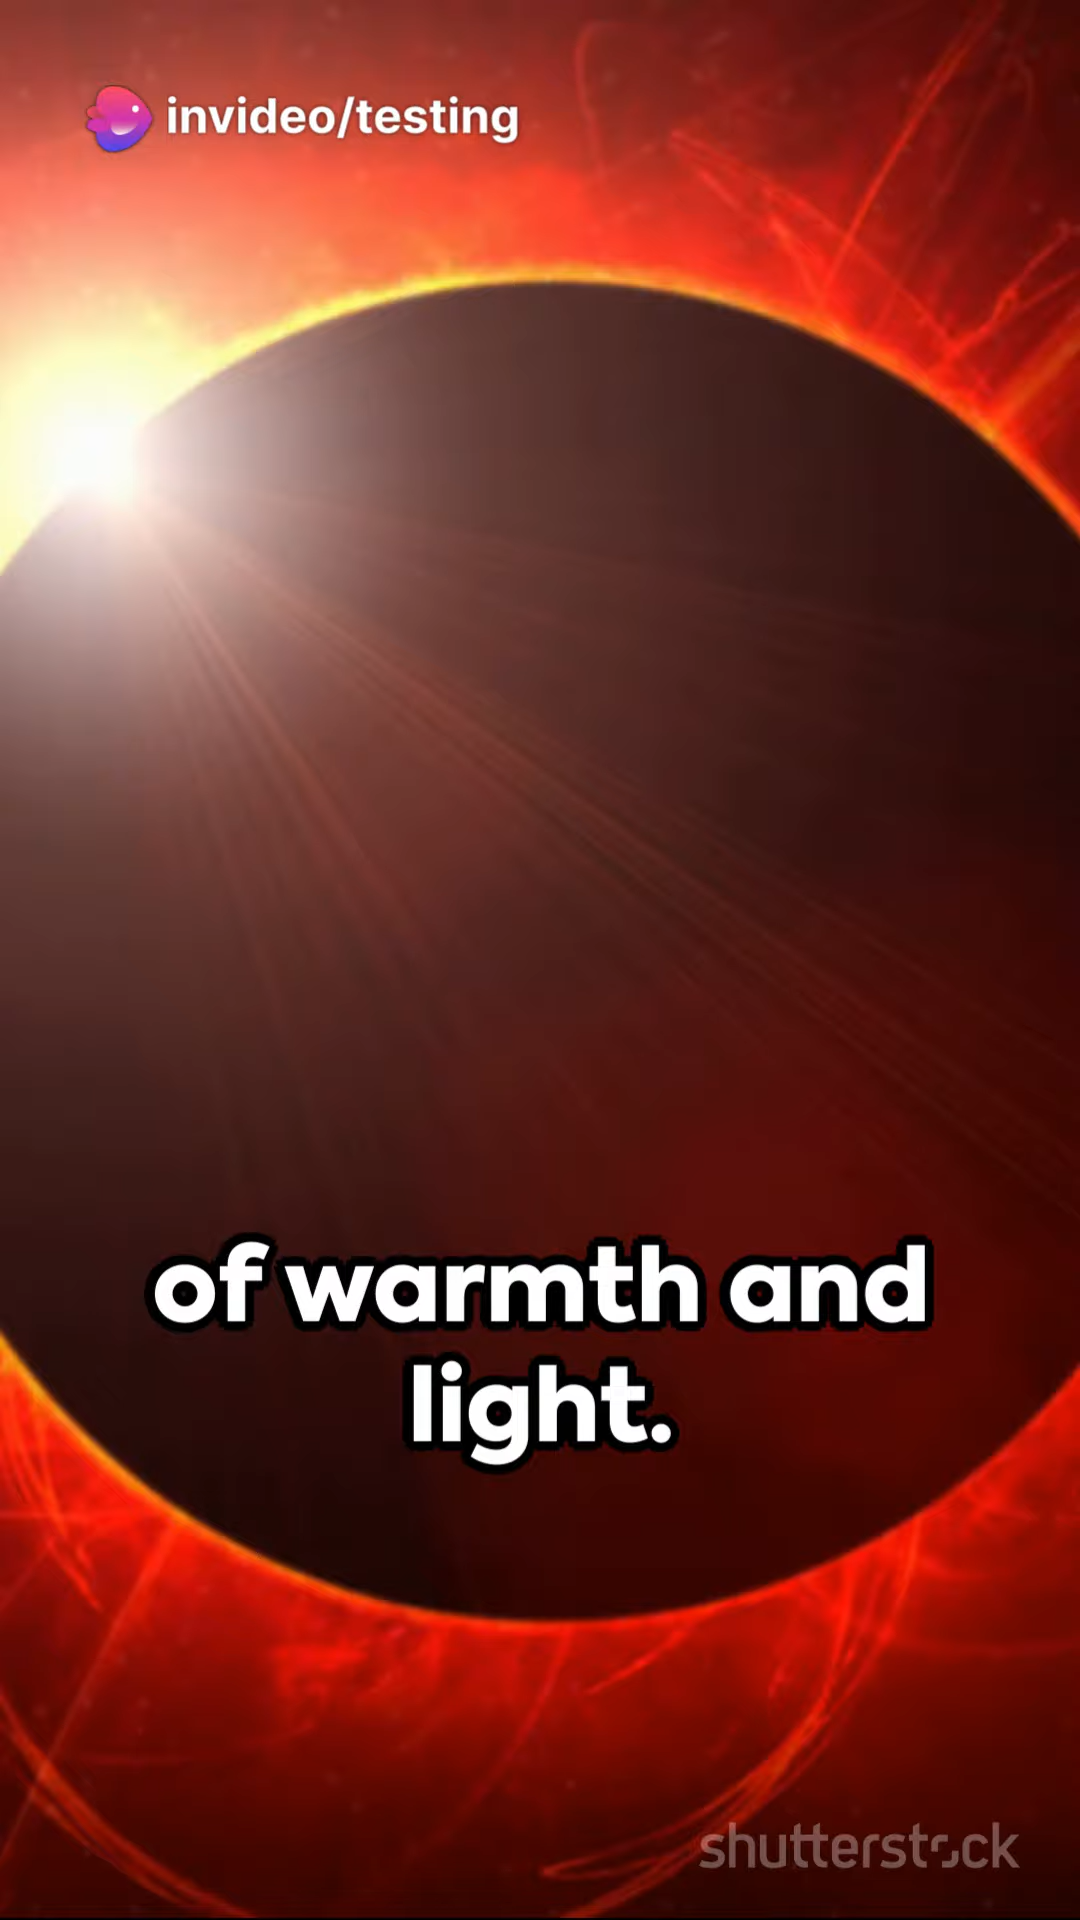 invideo/testing
of warmth and
light.
shutterstock